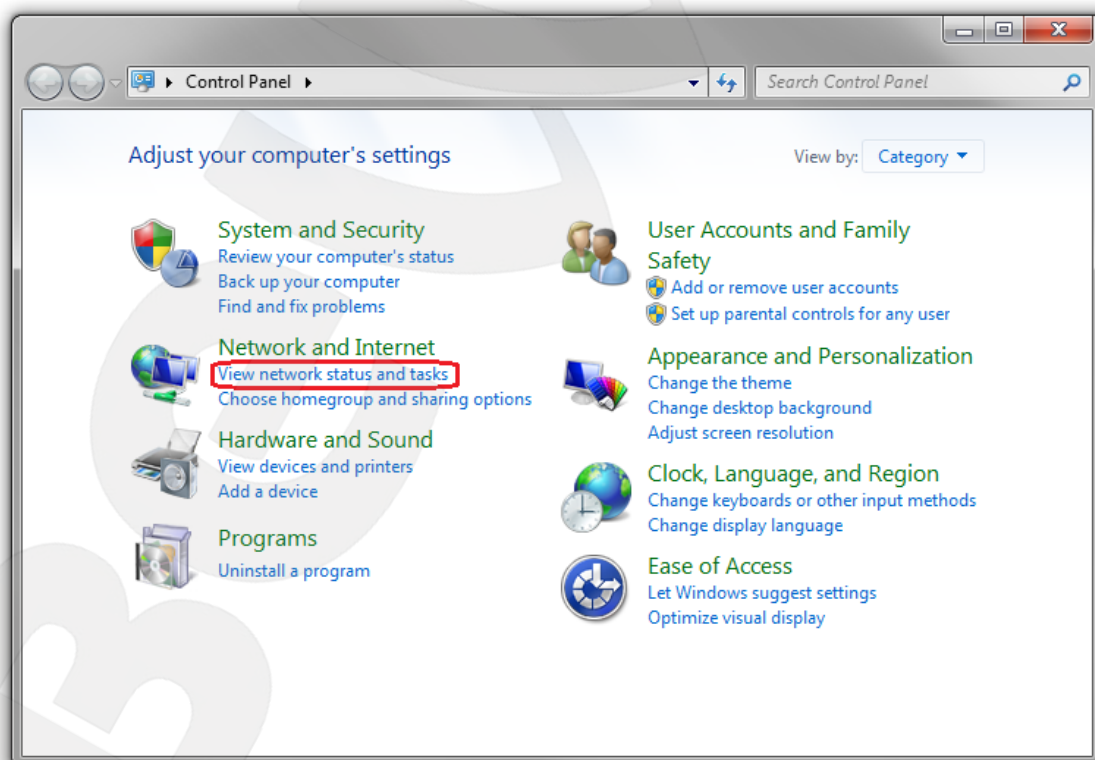 Control Panel
Search Control Panel
Adjust your computer's settings
View by: Category
System and Security
Review your computer's status
Back up your computer
Find and fix problems
Network and Internet
View network status and tasks
Choose homegroup and sharing options
Hardware and Sound
View devices and printers
Add a device
Programs
Uninstall a program
User Accounts and Family
Safety
Add or remove user accounts
Set up parental controls for any user
Appearance and Personalization
Change the theme
Change desktop background
Adjust screen resolution
Clock, Language, and Region
Change keyboards or other input methods
Change display language
Ease of Access
Let Windows suggest settings
Optimize visual display